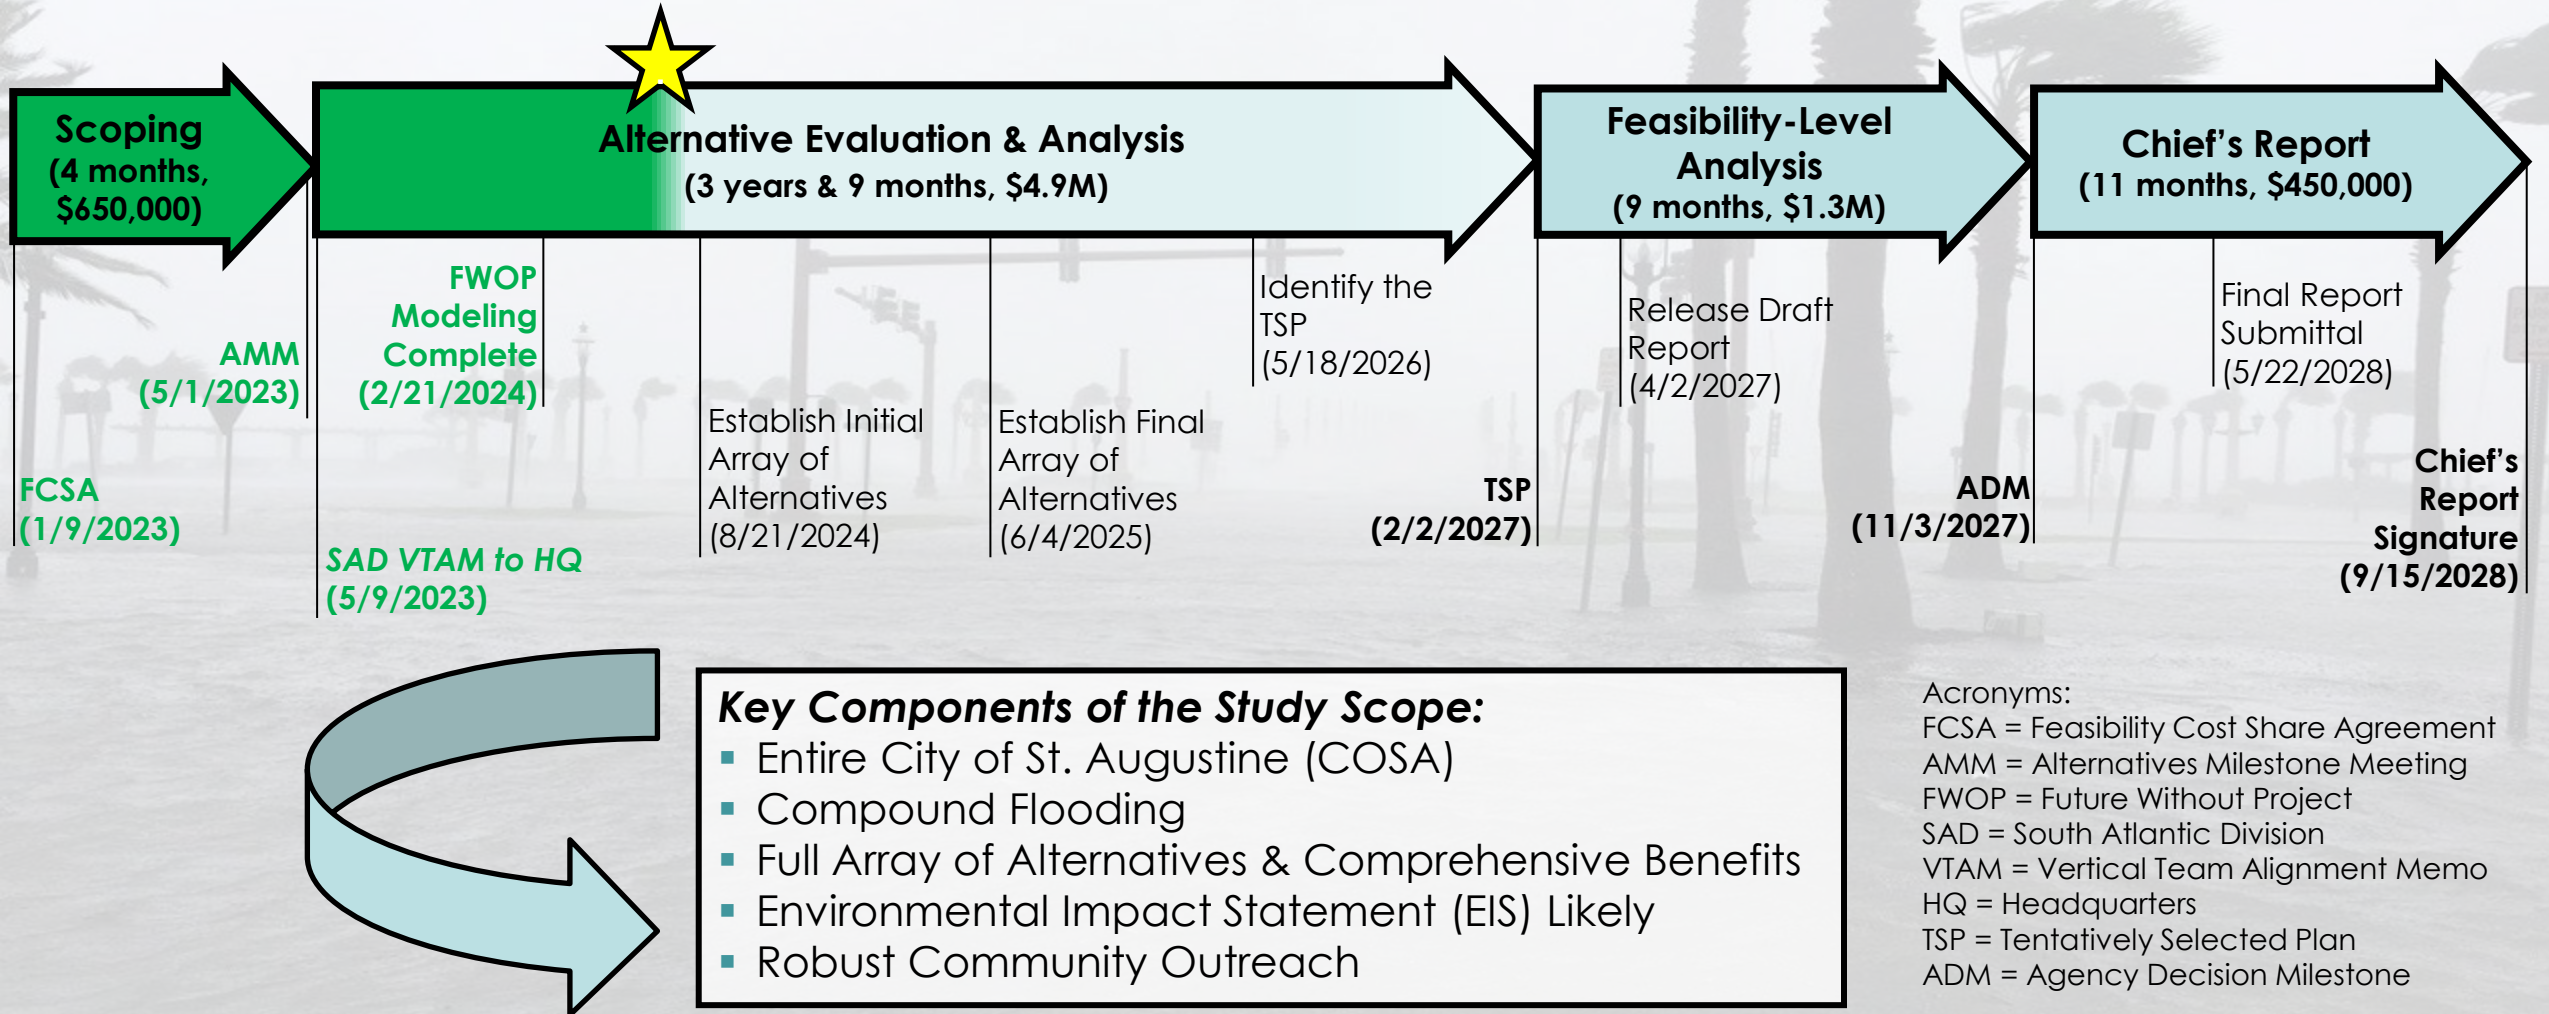 Scoping
(4 months,
$650,000)
Alternative Evaluation & Analysis
(3 years & 9 months, $4.9M)
Feasibility-Level
Analysis
(9 months, $1.3M)
Chief's Report
(11 months, $450,000)
FCSA
(1/9/2023)
AMM
(5/1/2023)
SAD VTAM to HQ
(5/9/2023)
FWOP
Modeling
Complete
(2/21/2024)
Establish Initial
Array of
Alternatives
(8/21/2024)
Establish Final
Array of
Alternatives
(6/4/2025)
Identify the
TSP
(5/18/2026)
TSP
(2/2/2027)
Release Draft
Report
(4/2/2027)
ADM
(11/3/2027)
Final Report
Submittal
(5/22/2028)
Chief's
Report
Signature
(9/15/2028)
Key Components of the Study Scope:
▪ Entire City of St. Augustine (COSA)
▪ Compound Flooding
▪ Full Array of Alternatives & Comprehensive Benefits
▪ Environmental Impact Statement (EIS) Likely
▪ Robust Community Outreach
Acronyms:
FCSA = Feasibility Cost Share Agreement
AMM = Alternatives Milestone Meeting
FWOP = Future Without Project
SAD = South Atlantic Division
VTAM = Vertical Team Alignment Memo
HQ = Headquarters
TSP = Tentatively Selected Plan
ADM = Agency Decision Milestone